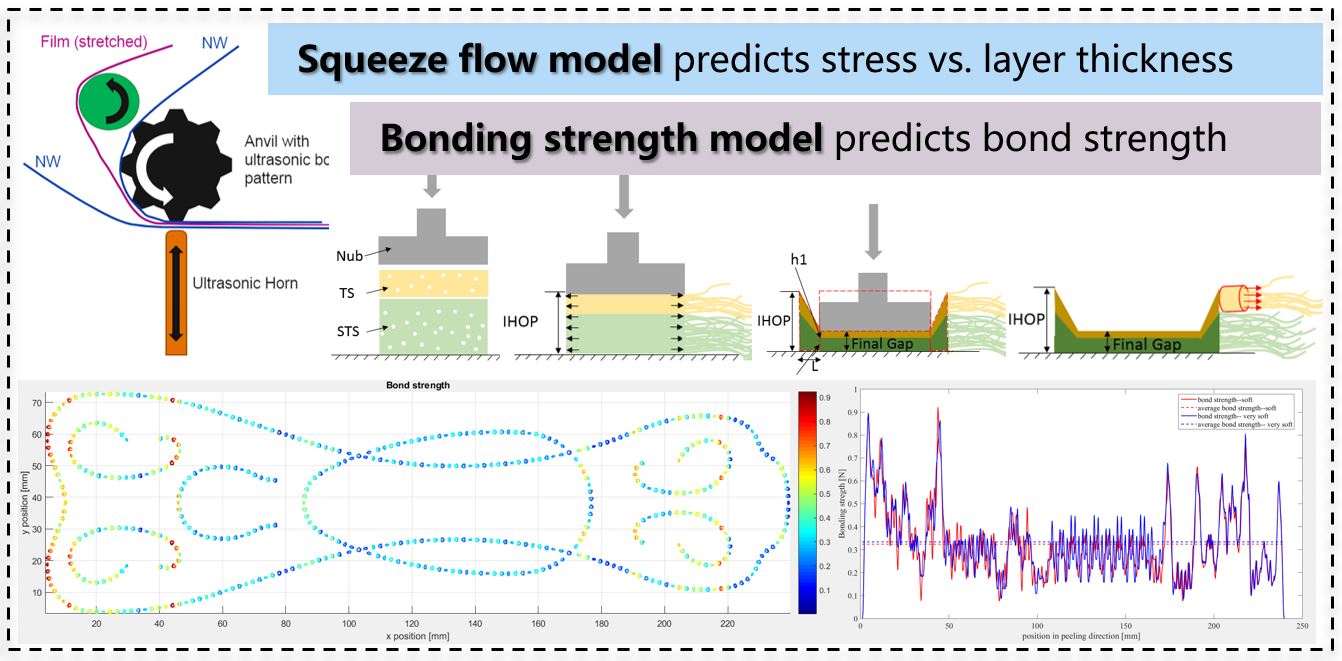 Squeeze flow model predicts stress vs. layer thickness
Bonding strength model predicts bond strength
Film (stretched)
NW
NW
Anvil with
ultrasonic bo
pattern
Ultrasonic Horn
Nub
TS
STS
IHOP
h1
IHOP
Final Gap
L
IHOP
Final Gap
Bond strength
70
60
50
40
30
20
10
y position [mm]
20
40
60
80
100
120
140
160
180
200
220
x position [mm]
0.9
0.8
0.7
0.6
0.5
0.4
0.3
0.2
0.1
bond strength--soft
average bond strength--soft
bond strength-- very soft
average bond strength-- very soft
1
0.9
0.8
0.7
0.6
0.5
0.4
0.3
0.2
0.1
0
Bonding stregth [N]
0
50
100
150
200
250
position in peeling direction [mm]